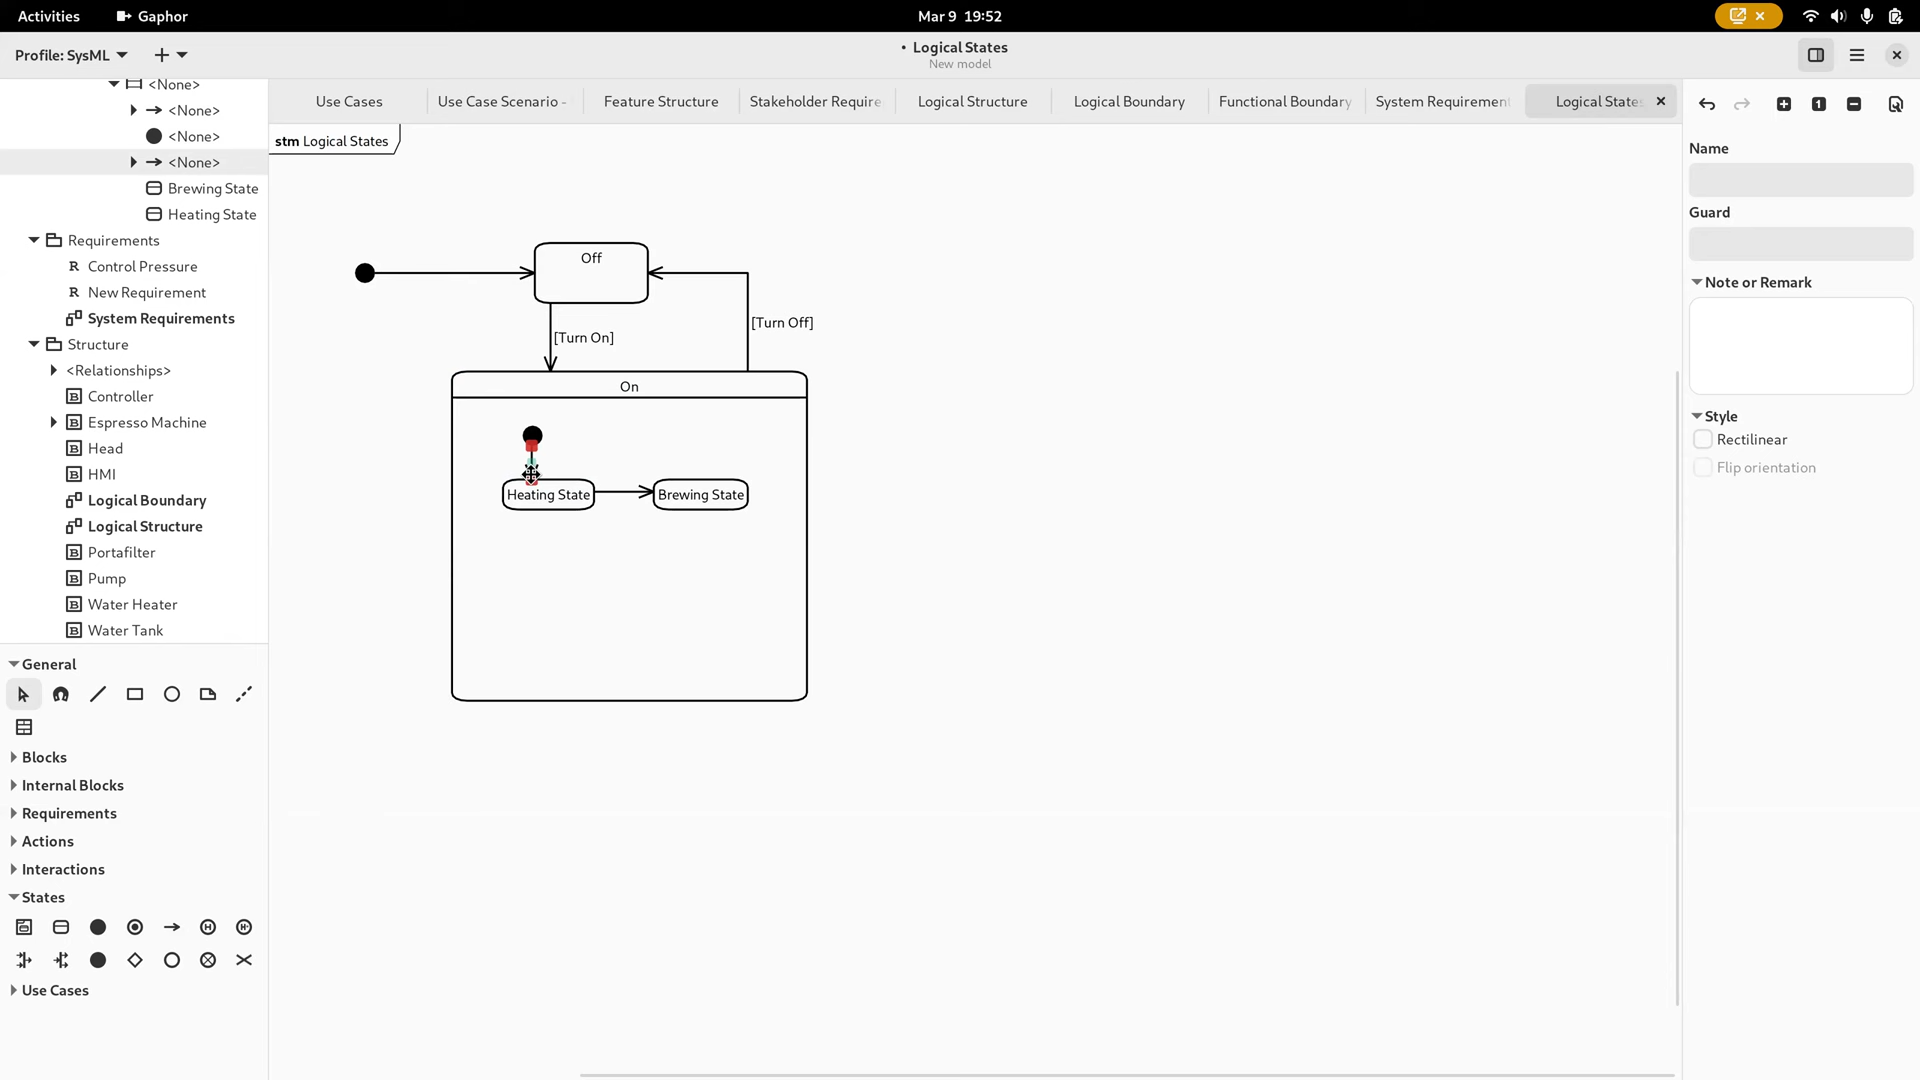 Activities
Gaphor
Mar 9 19:52
Profile: SysML
• Logical States
New model
<None>
<None>
<None>
<None>
Brewing State
Heating State
Requirements
Control Pressure
New Requirement
System Requirements
Structure
<Relationships>
Controller
Espresso Machine
Head
HMI
Logical Boundary
Logical Structure
Portafilter
Pump
Water Heater
Water Tank
General
Blocks
Internal Blocks
Requirements
Actions
Interactions
States
Use Cases
Use Cases
Use Case Scenario -
Feature Structure
Stakeholder Require
Logical Structure
Logical Boundary
Functional Boundary
System Requirement
Logical States
stm Logical States
Off
[Turn On]
[Turn Off]
On
Heating State
Brewing State
Name
Guard
Note or Remark
Style
Rectilinear
Flip orientation